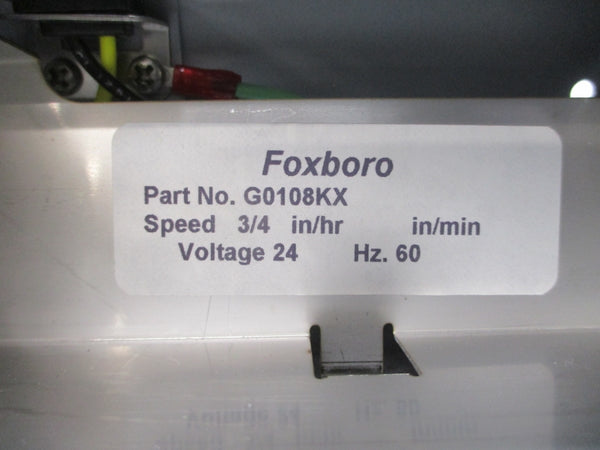 Foxboro
Part No. G0108KX
Speed 3/4 in/hr in/min
Voltage 24 Hz. 60